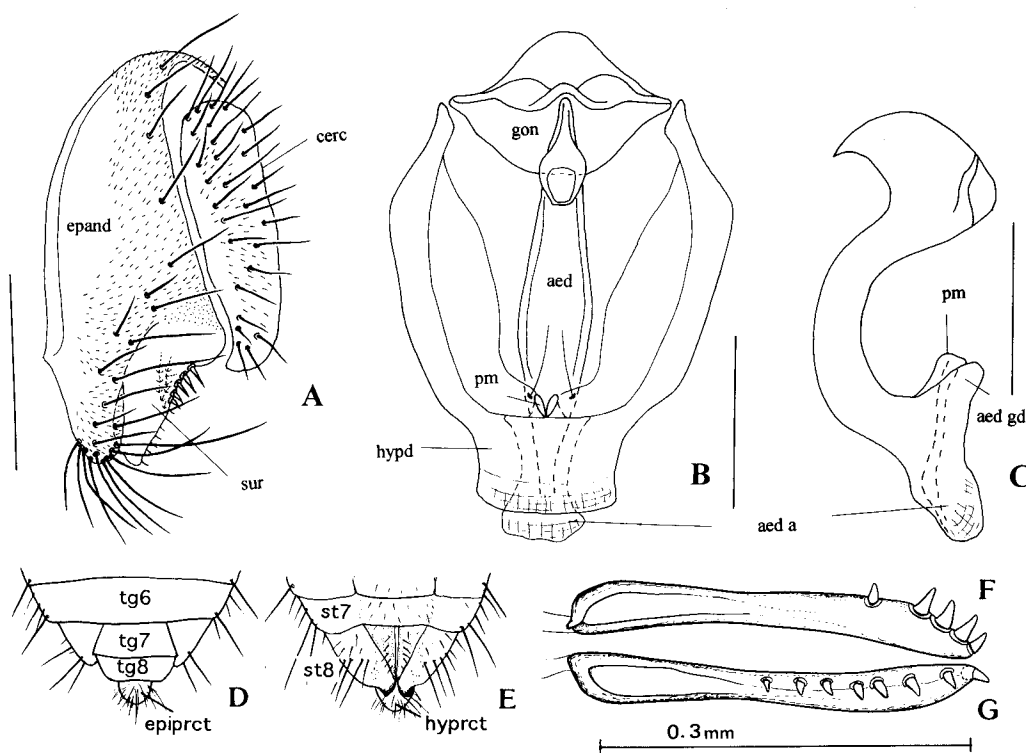 cerc
epand
sur
A
gon
aed
pm
hypd
B
aed a
pm
aed gd
C
tg6
tg7
tg8
epiprct
D
st7
st8
hyprct
E
F
G
0.3mm